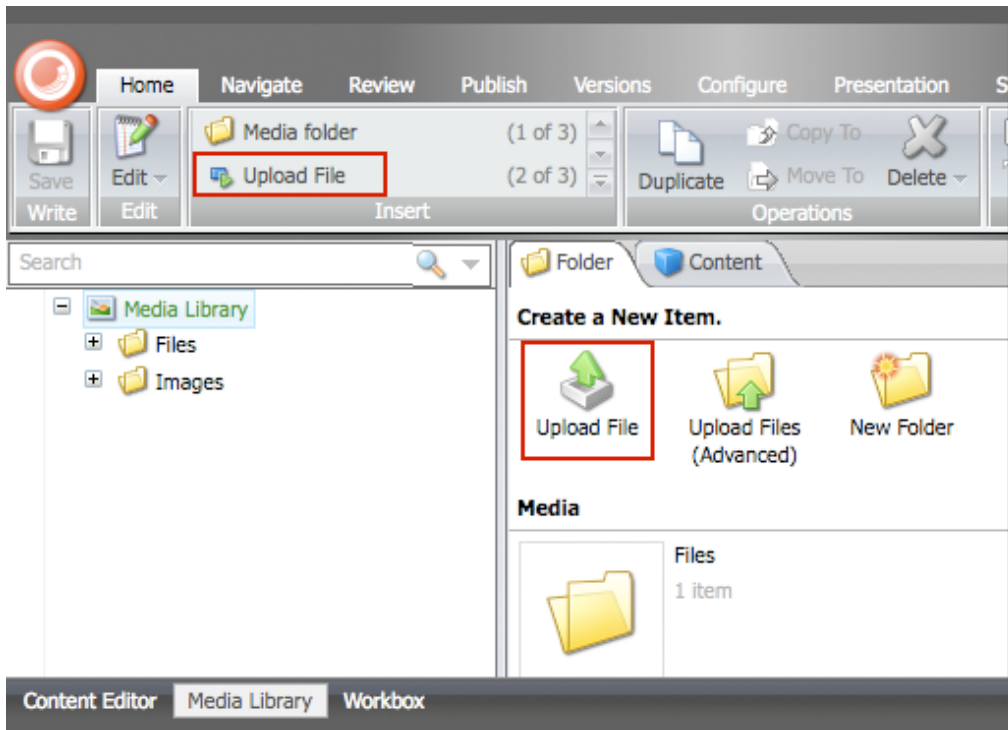 Home Navigate Review Publish Versions Configure Presentation S
Media folder (1 of 3) Copy To
Save Edit Upload File (2 of 3) Duplicate Move To Delete
Write Edit Insert Operations
Search
Folder Content
Media Library
Files
Images
Create a New Item.
Upload File Upload Files New Folder
(Advanced)
Media
Files
1 item
Content Editor Media Library Workbox